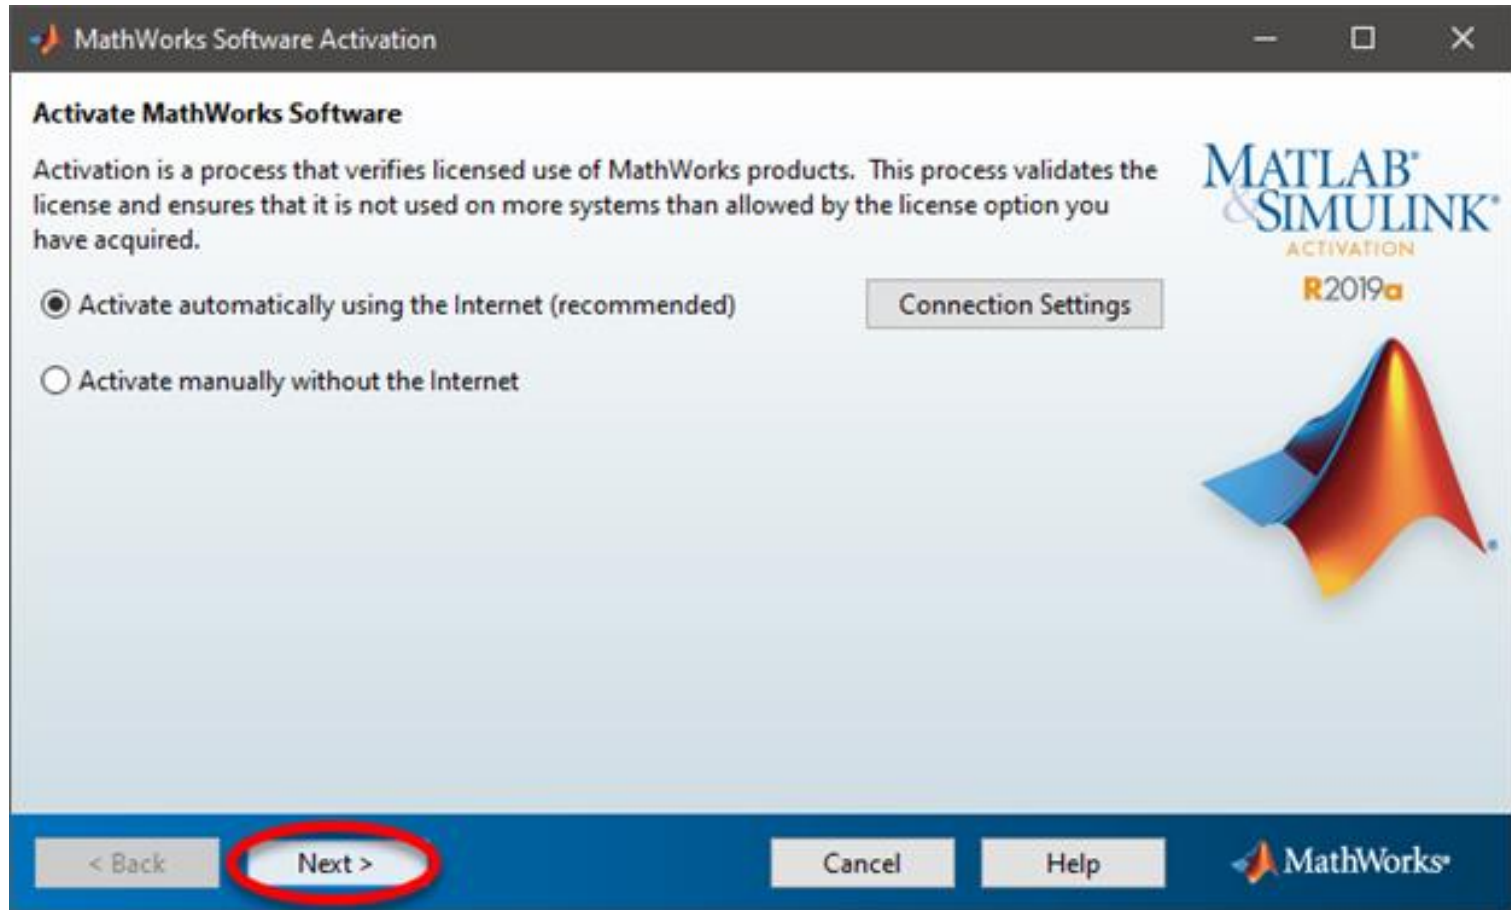 MathWorks Software Activation
Activate MathWorks Software
Activation is a process that verifies licensed use of MathWorks products.  This process validates the
license and ensures that it is not used on more systems than allowed by the license option you
have acquired.
Activate automatically using the Internet (recommended)
Connection Settings
Activate manually without the Internet
MATLAB®
&SIMULINK®
ACTIVATION
R2019a
< Back
Next >
Cancel
Help
MathWorks®